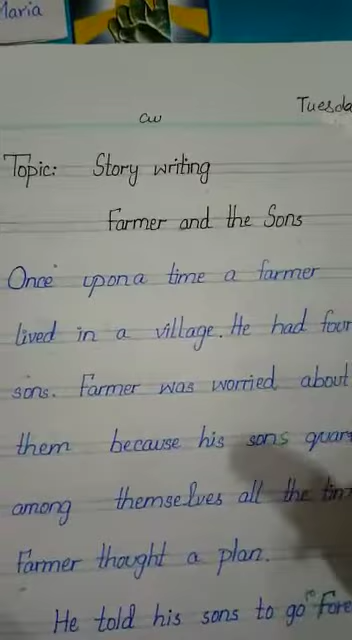 Maria
cw
Topic: Story writing
Farmer and the Sons
Once upon a time a farmer
lived in a village. He had four
sons. Farmer was worried about
them because his sons
among themselves all the
Farmer thought a plan.
He told his sons to go to